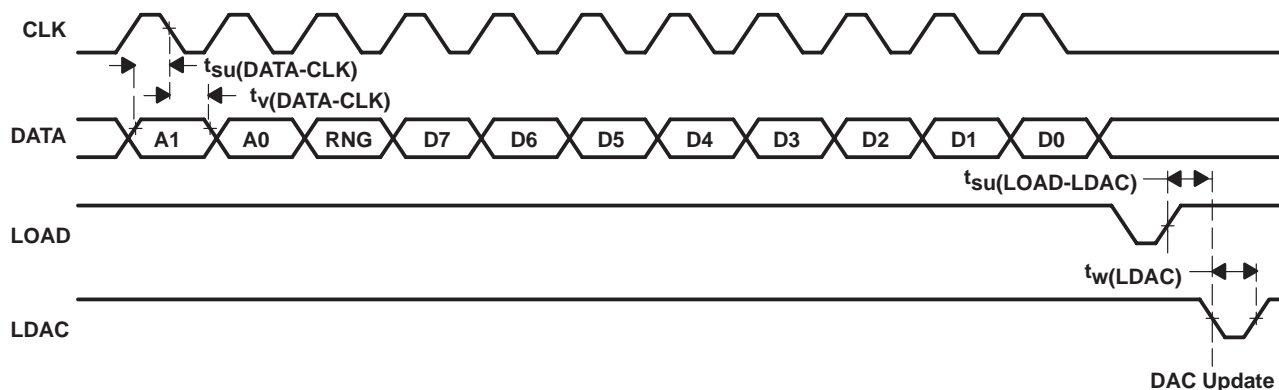 CLK
tsu(DATA-CLK)
tv(DATA-CLK)
DATA
A1 A0 RNG D7 D6 D5 D4 D3 D2 D1 D0
tsu(LOAD-LDAC)
LOAD
tw(LDAC)
LDAC
DAC Update